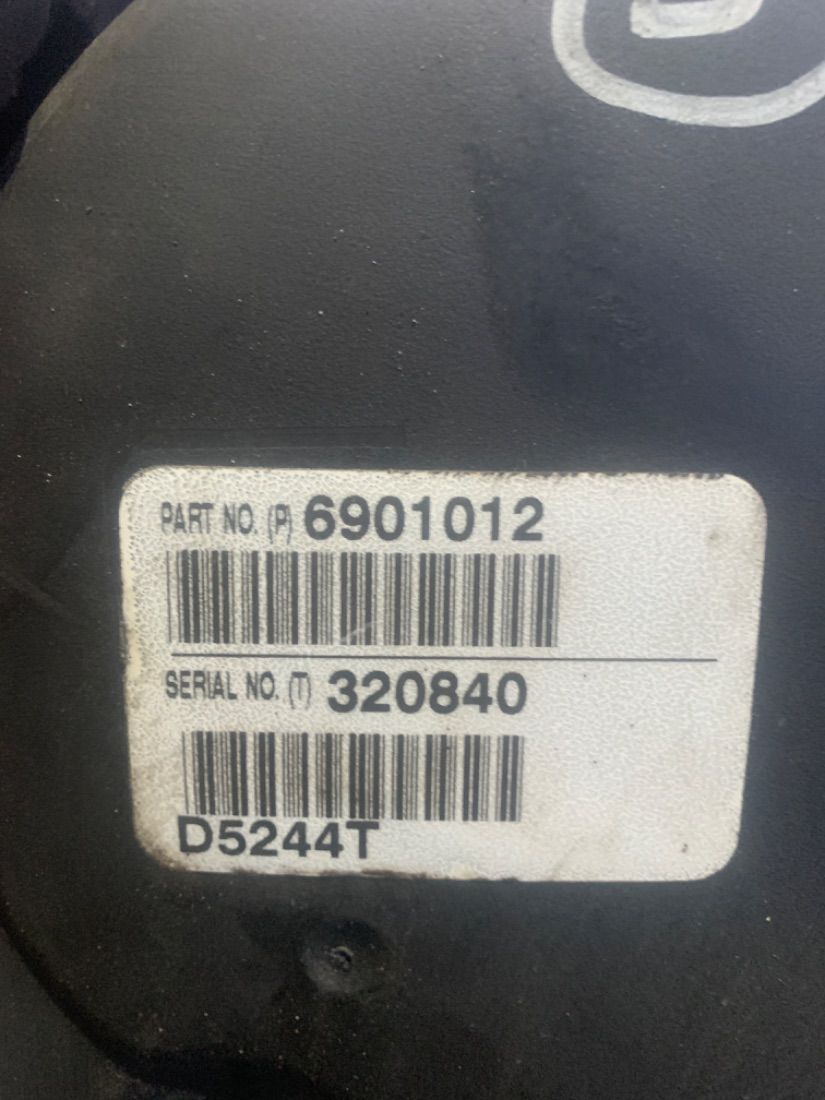 PART NO. (P) 6901012
SERIAL NO. (T) 320840
D5244T